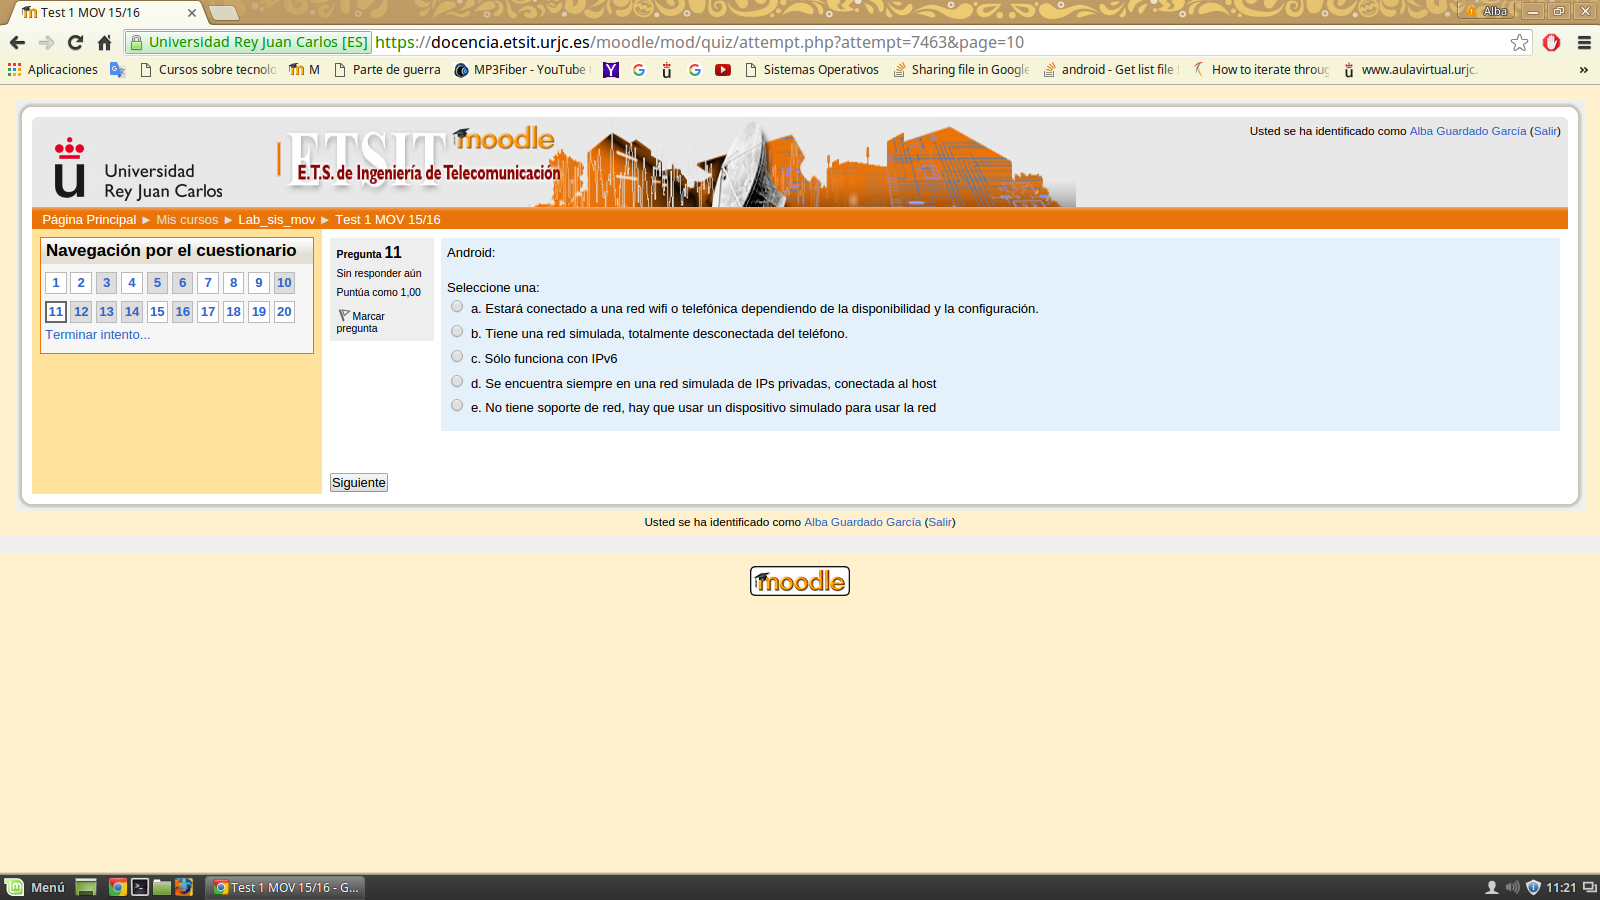 Test 1 MOV 15/16
Alba
Universidad Rey Juan Carlos [ES] https://docencia.etsit.urjc.es/moodle/mod/quiz/attempt.php?attempt=7463&page=10
Aplicaciones Cursos sobre tecnolo M Parte de guerra MP3Fiber - YouTube Sistemas Operativos Sharing file in Google android - Get list file How to iterate throug www.aulavirtual.urjc. »
Universidad
Rey Juan Carlos
ETSIT moodle
E.T.S. de Ingeniería de Telecomunicación
Usted se ha identificado como Alba Guardado García (Salir)
Página Principal ► Mis cursos ► Lab_sis_mov ► Test 1 MOV 15/16
Navegación por el cuestionario
1 2 3 4 5 6 7 8 9 10
11 12 13 14 15 16 17 18 19 20
Terminar intento...
Pregunta 11
Sin responder aún
Puntúa como 1,00
Marcar
pregunta
Android:
Seleccione una:
a. Estará conectado a una red wifi o telefónica dependiendo de la disponibilidad y la configuración.
b. Tiene una red simulada, totalmente desconectada del teléfono.
c. Sólo funciona con IPv6
d. Se encuentra siempre en una red simulada de IPs privadas, conectada al host
e. No tiene soporte de red, hay que usar un dispositivo simulado para usar la red
Siguiente
Usted se ha identificado como Alba Guardado García (Salir)
moodle
Menú Test 1 MOV 15/16 - G... 11:21